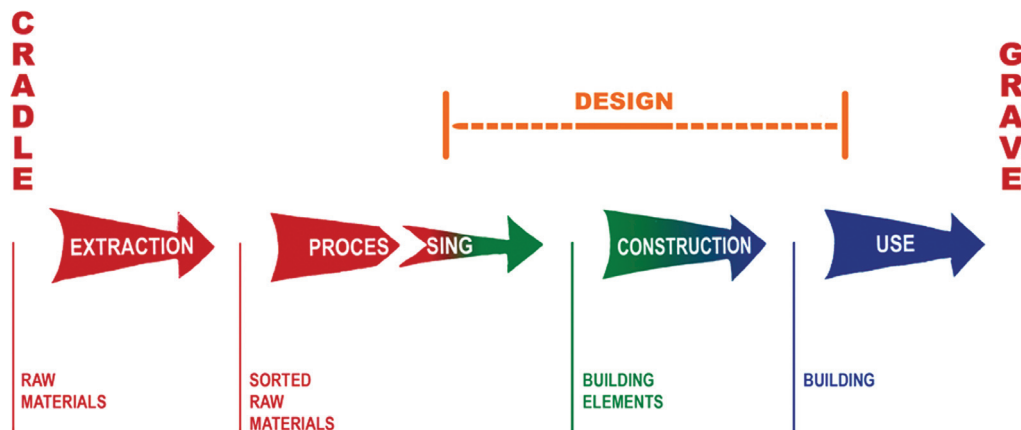 CRADLE
GRAVE
DESIGN
EXTRACTION
PROCES SING
CONSTRUCTION
USE
RAW
MATERIALS
SORTED
RAW
MATERIALS
BUILDING
ELEMENTS
BUILDING